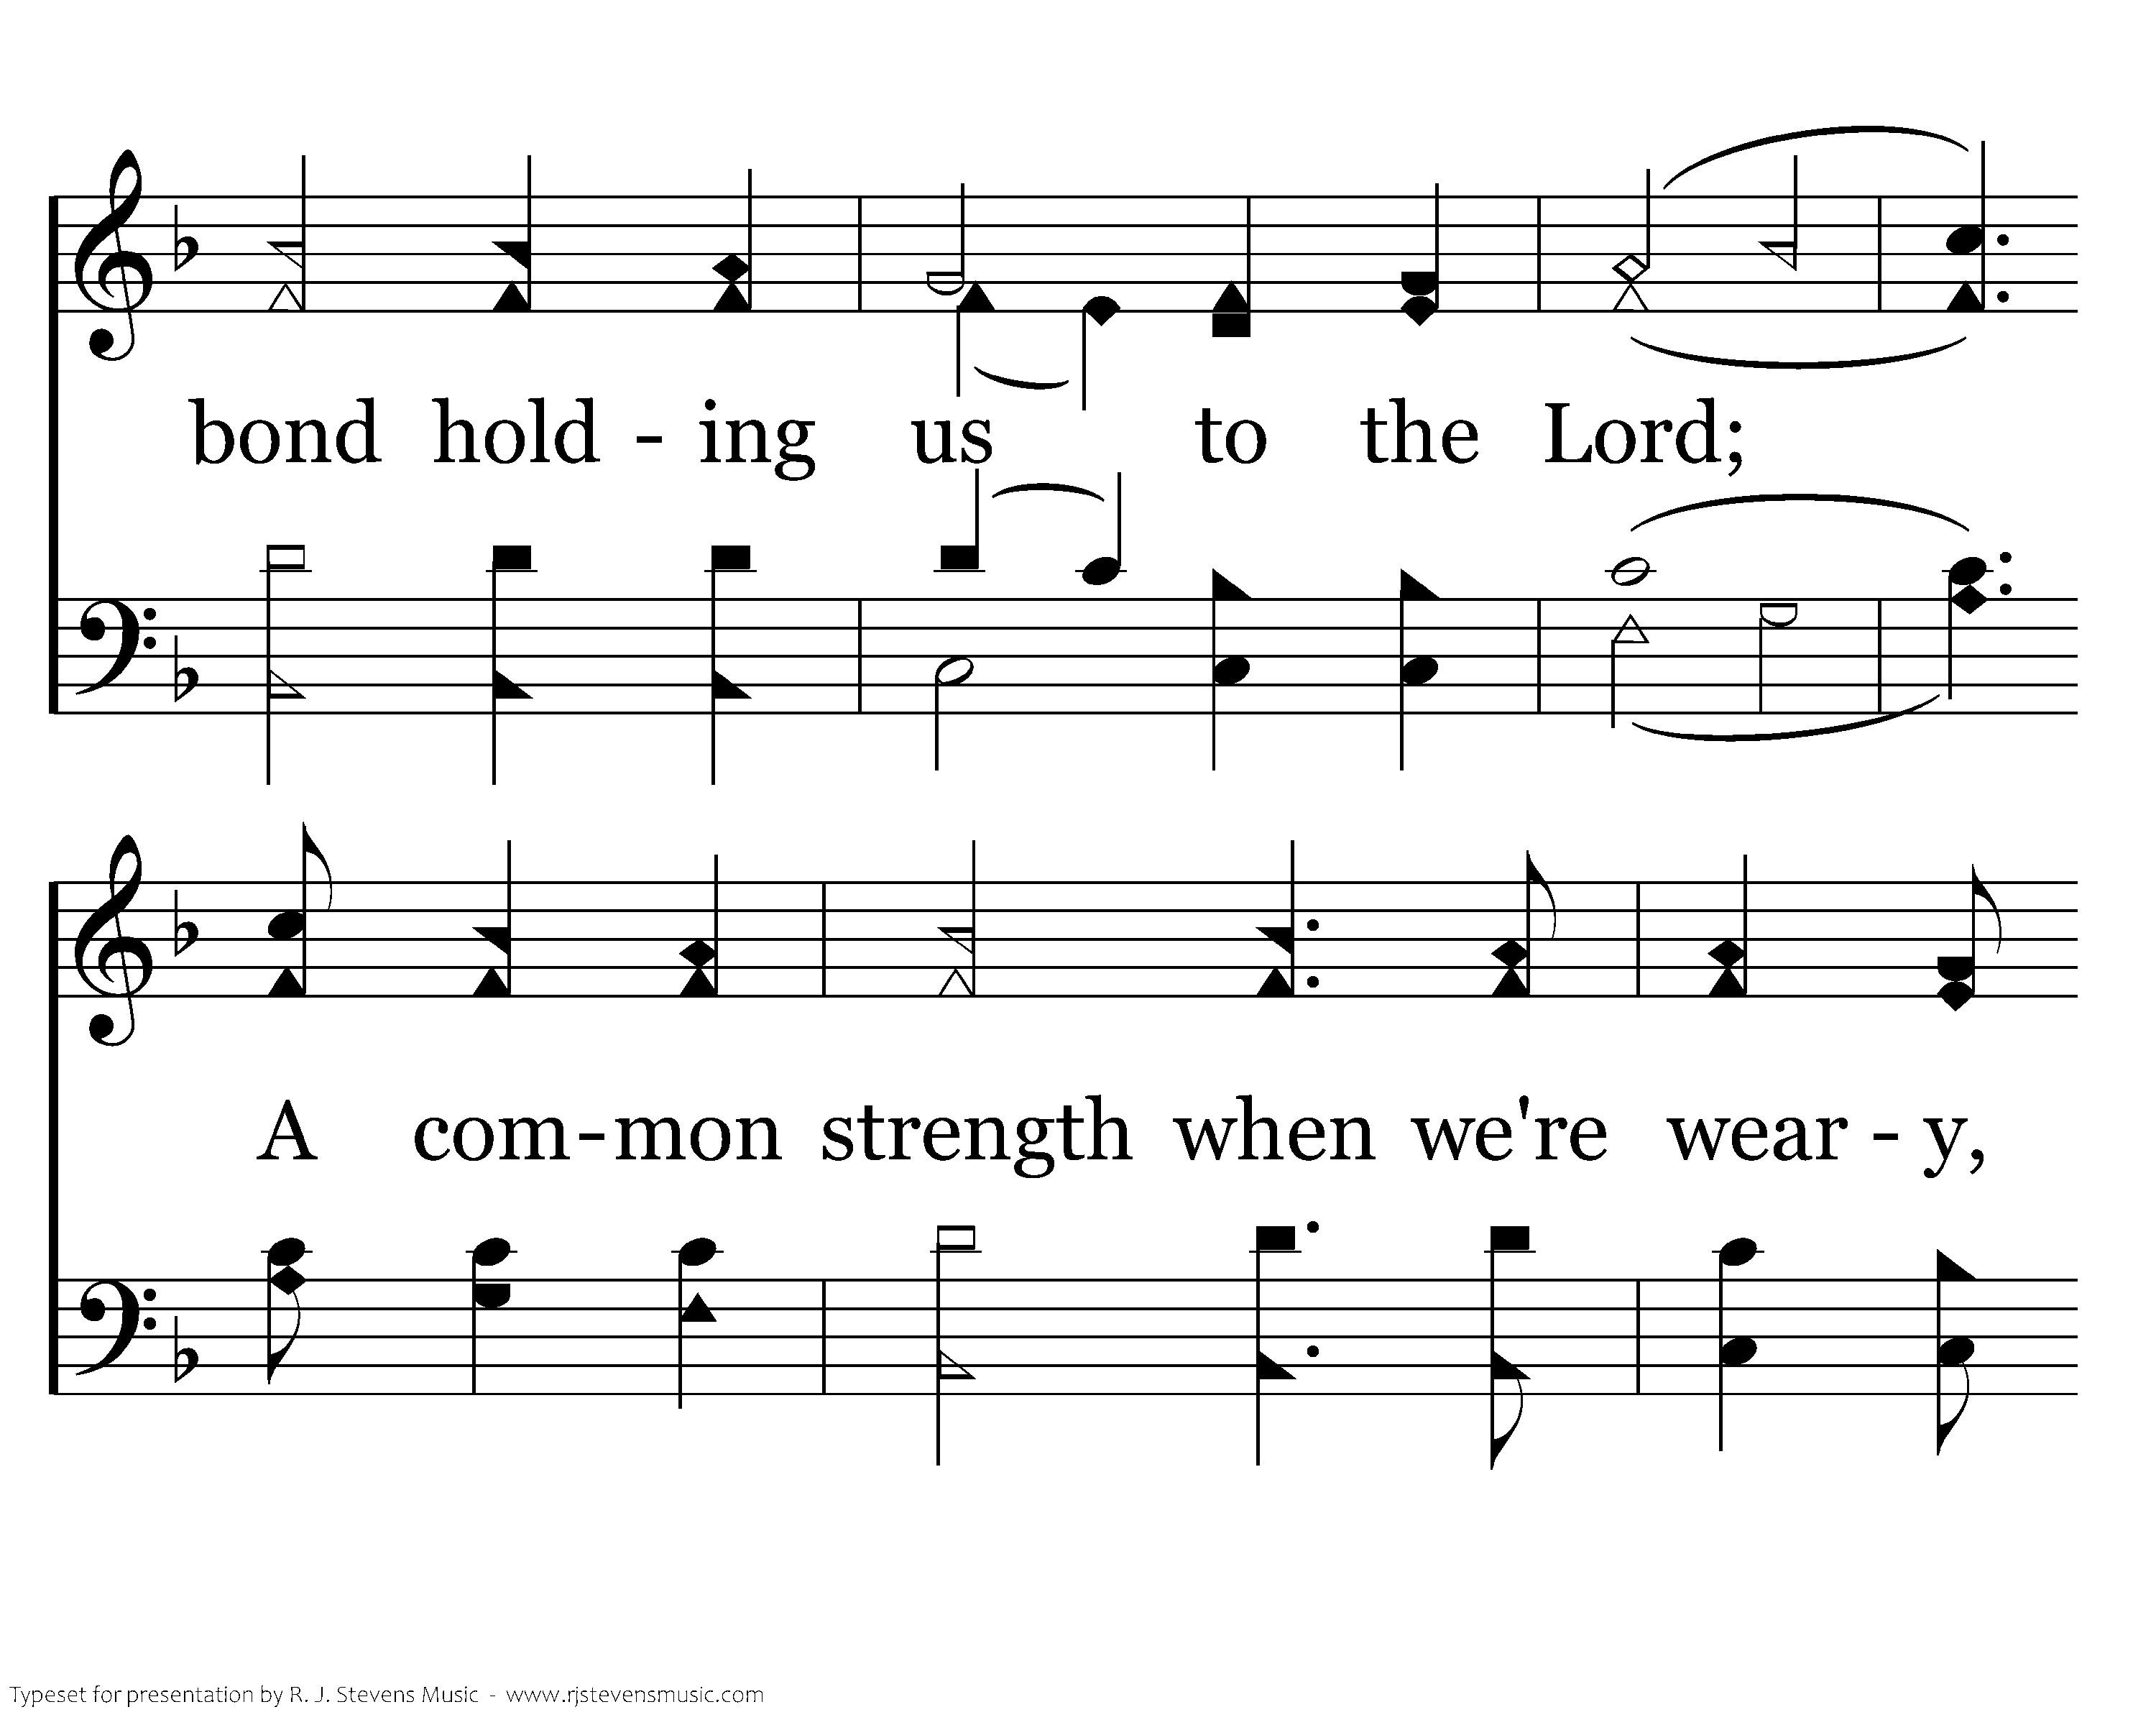 bond hold - ing us to the Lord;
A com-mon strength when we're wear - y,
Typeset for presentation by R. J. Stevens Music - www.rjstevensmusic.com